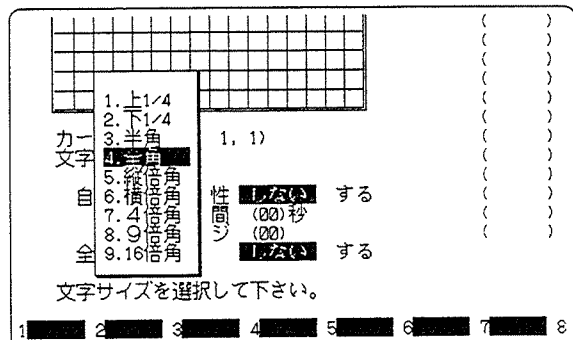 ( )
( )
( )
( )
( )
( )
( )
( )
( )
( )
( )
( )
1.上1/4
2.下1/4
3.半角
4.全角
5.縦倍角
6.横倍角
7.4倍角
8.9倍角
9.16倍角
カー 1, 1)
文字
自 性 しない する
間 (00)秒
ジ (00)
全 しない する
文字サイズを選択して下さい。
1 2 3 4 5 6 7 8